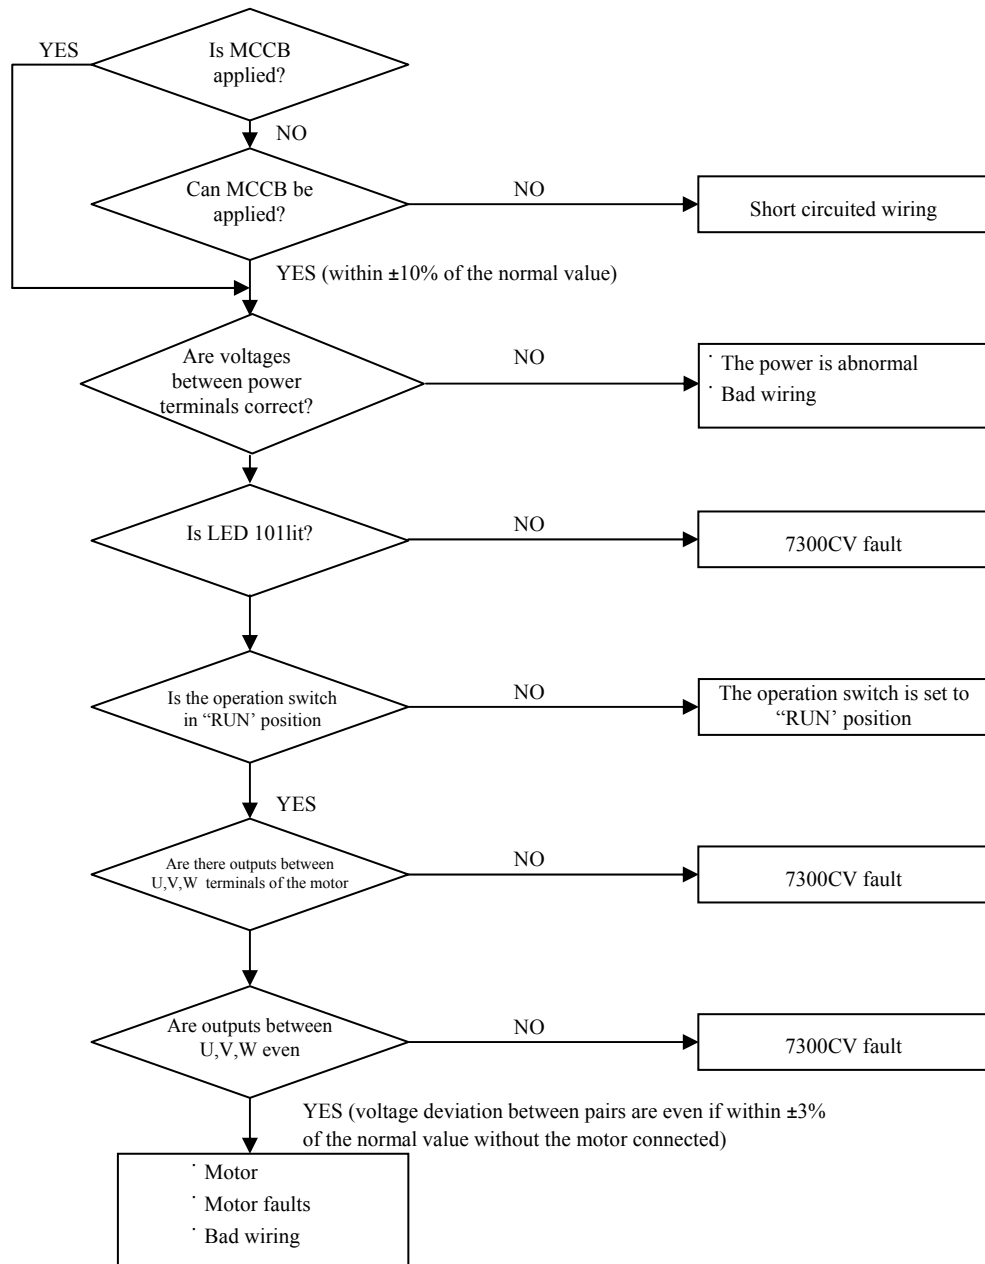 Is MCCB
applied?
YES
NO
Can MCCB be
applied?
NO
Short circuited wiring
YES (within ±10% of the normal value)
Are voltages
between power
terminals correct?
NO
˙ The power is abnormal
˙ Bad wiring
Is LED 101lit?
NO
7300CV fault
Is the operation switch
in “RUN’ position
NO
The operation switch is set to
“RUN’ position
YES
Are there outputs between
U,V,W terminals of the motor
NO
7300CV fault
Are outputs between
U,V,W even
NO
7300CV fault
YES (voltage deviation between pairs are even if within ±3%
of the normal value without the motor connected)
˙ Motor
˙ Motor faults
˙ Bad wiring